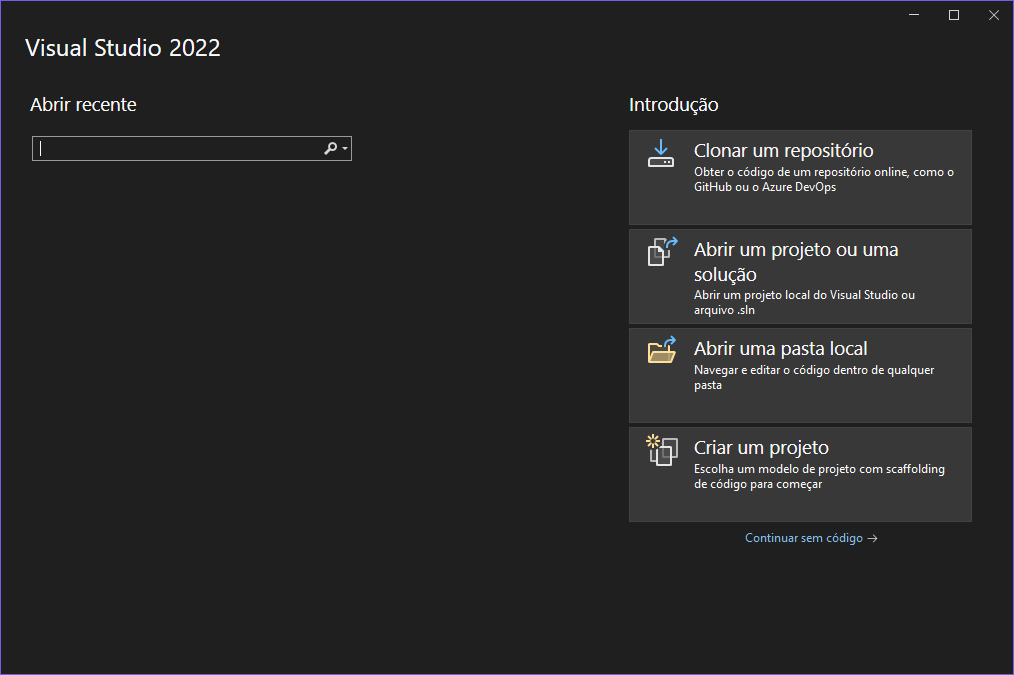 Visual Studio 2022
Abrir recente
Introdução
Clonar um repositório
Obter o código de um repositório online, como o
GitHub ou o Azure DevOps
Abrir um projeto ou uma
solução
Abrir um projeto local do Visual Studio ou
arquivo .sln
Abrir uma pasta local
Navegar e editar o código dentro de qualquer
pasta
Criar um projeto
Escolha um modelo de projeto com scaffolding
de código para começar
Continuar sem código →